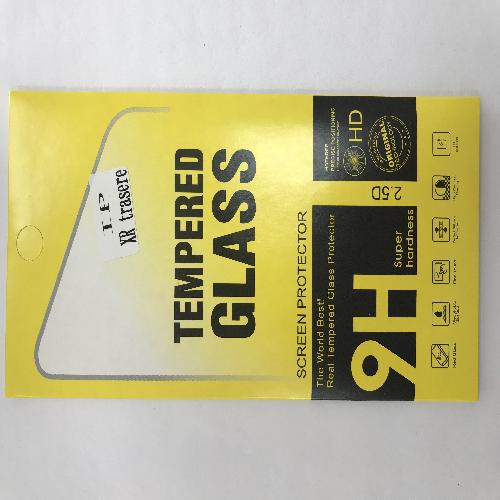 IP
XR trasere
TEMPERED
GLASS
SCREEN PROTECTOR
The World Best!
Real Tempered Glass Protector
9H
Super
hardness
2.5D
HD
ORIGINAL
TECHNOLOGY